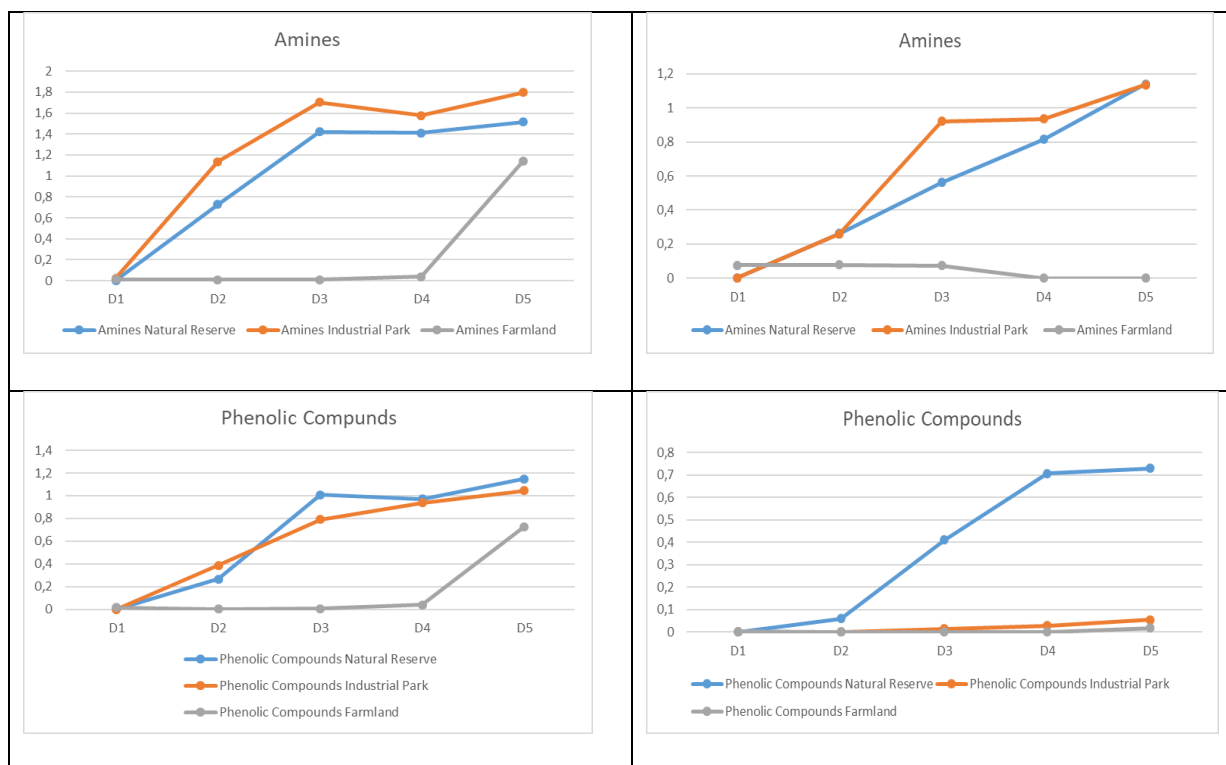 Amines
2
1,8
1,6
1,4
1,2
1
0,8
0,6
0,4
0,2
0
D1 D2 D3 D4 D5
Amines Natural Reserve Amines Industrial Park Amines Farmland
Amines
1,2
1
0,8
0,6
0,4
0,2
0
D1 D2 D3 D4 D5
Amines Natural Reserve Amines Industrial Park Amines Farmland
Phenolic Compunds
1,4
1,2
1
0,8
0,6
0,4
0,2
0
D1 D2 D3 D4 D5
Phenolic Compounds Natural Reserve
Phenolic Compounds Industrial Park
Phenolic Compounds Farmland
Phenolic Compounds
0,8
0,7
0,6
0,5
0,4
0,3
0,2
0,1
0
D1 D2 D3 D4 D5
Phenolic Compounds Natural Reserve Phenolic Compounds Industrial Park
Phenolic Compounds Farmland